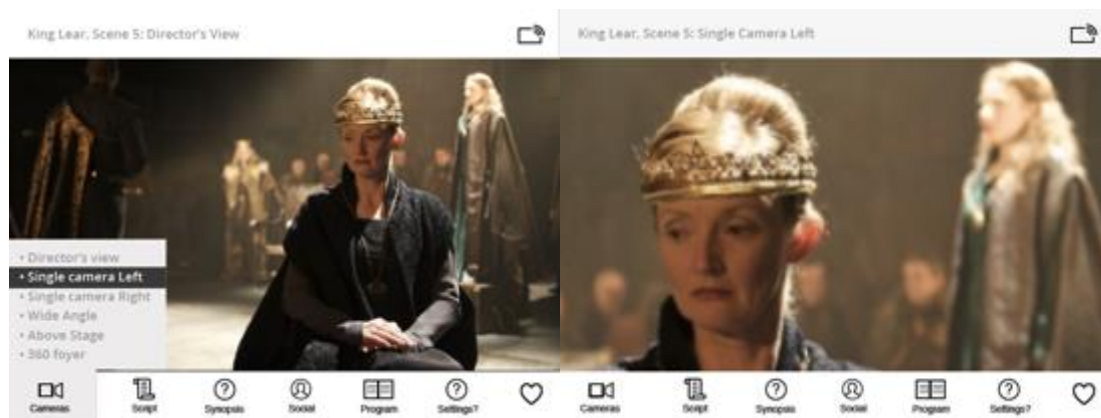 King Lear, Scene 5: Director's View
• Director's view
• Single camera Left
• Single camera Right
• Wide Angle
• Above Stage
• 360 foyer
Cameras
Script
Synopsis
Social
Program
Settings?
King Lear, Scene 5: Single Camera Left
Cameras
Script
Synopsis
Social
Program
Settings?